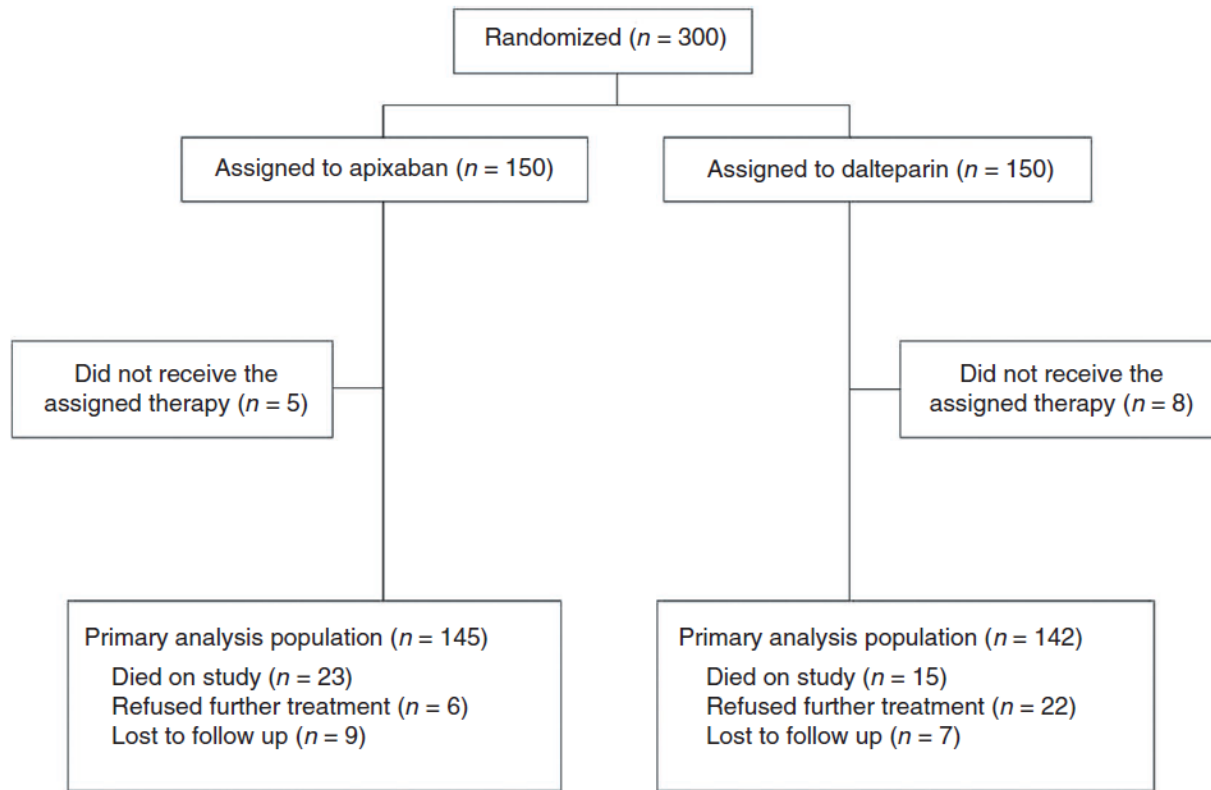 Randomized (n = 300)
Assigned to apixaban (n = 150)
Assigned to dalteparin (n = 150)
Did not receive the
assigned therapy (n = 5)
Did not receive the
assigned therapy (n = 8)
Primary analysis population (n = 145)
Died on study (n = 23)
Refused further treatment (n = 6)
Lost to follow up (n = 9)
Primary analysis population (n = 142)
Died on study (n = 15)
Refused further treatment (n = 22)
Lost to follow up (n = 7)